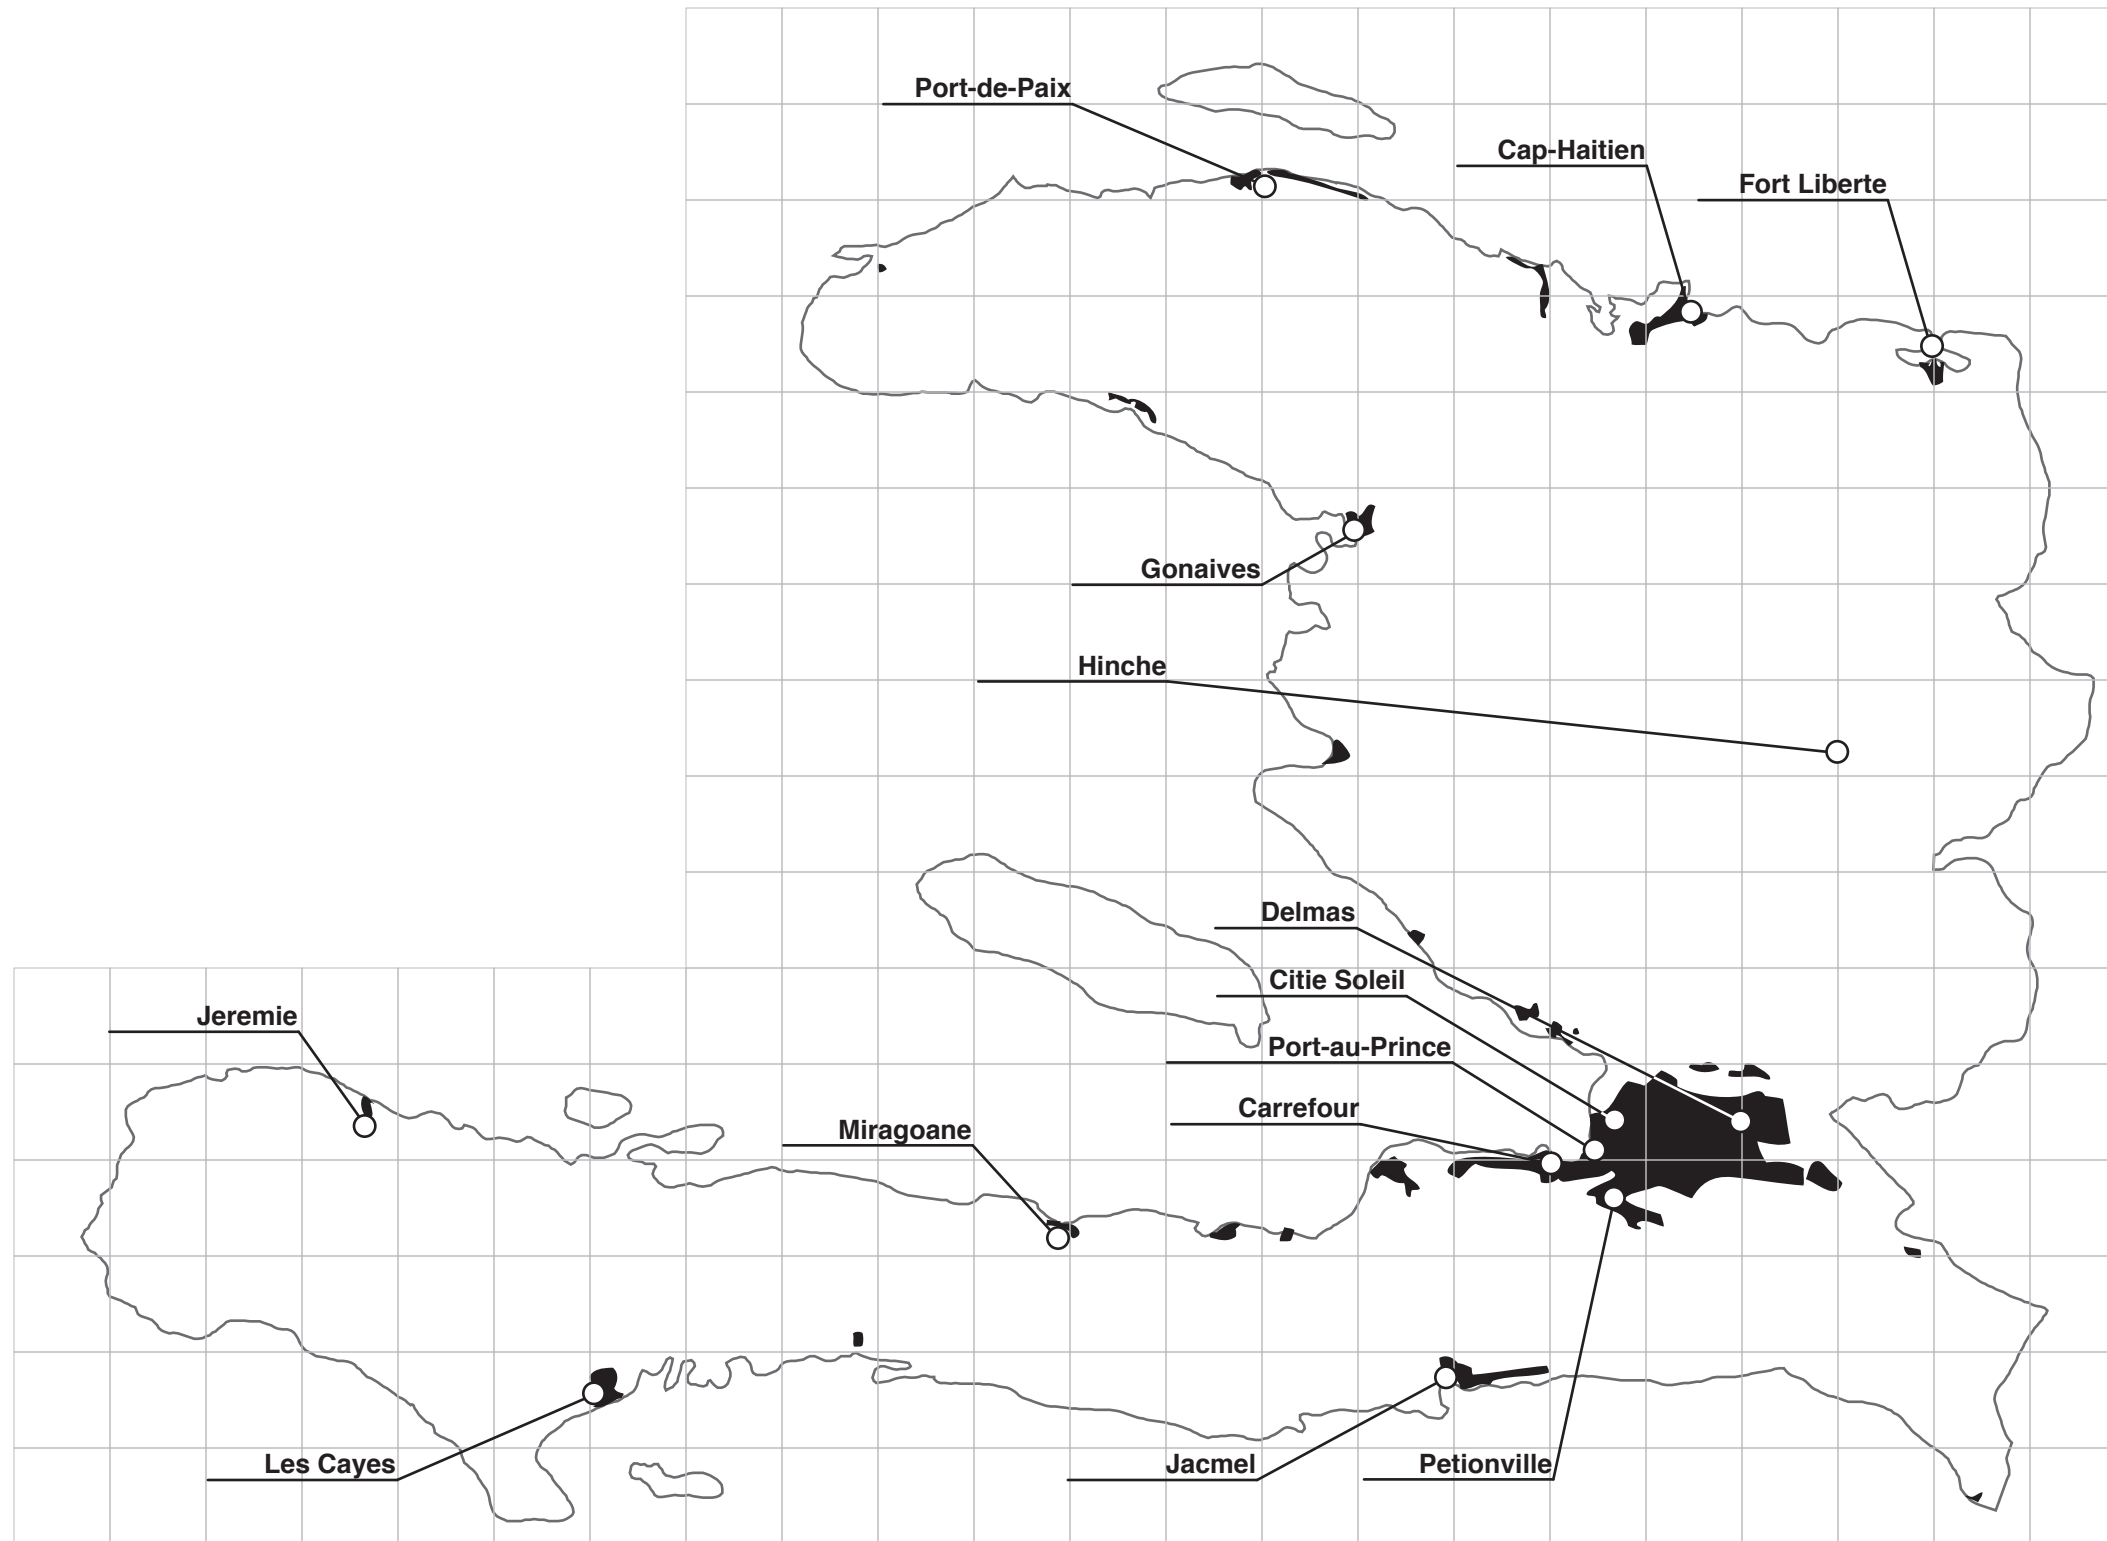 Port-de-Paix
Cap-Haitien
Fort Liberte
Gonaives
Hinche
Delmas
Citie Soleil
Jeremie
Port-au-Prince
Carrefour
Miragoane
Les Cayes
Jacmel
Petionville